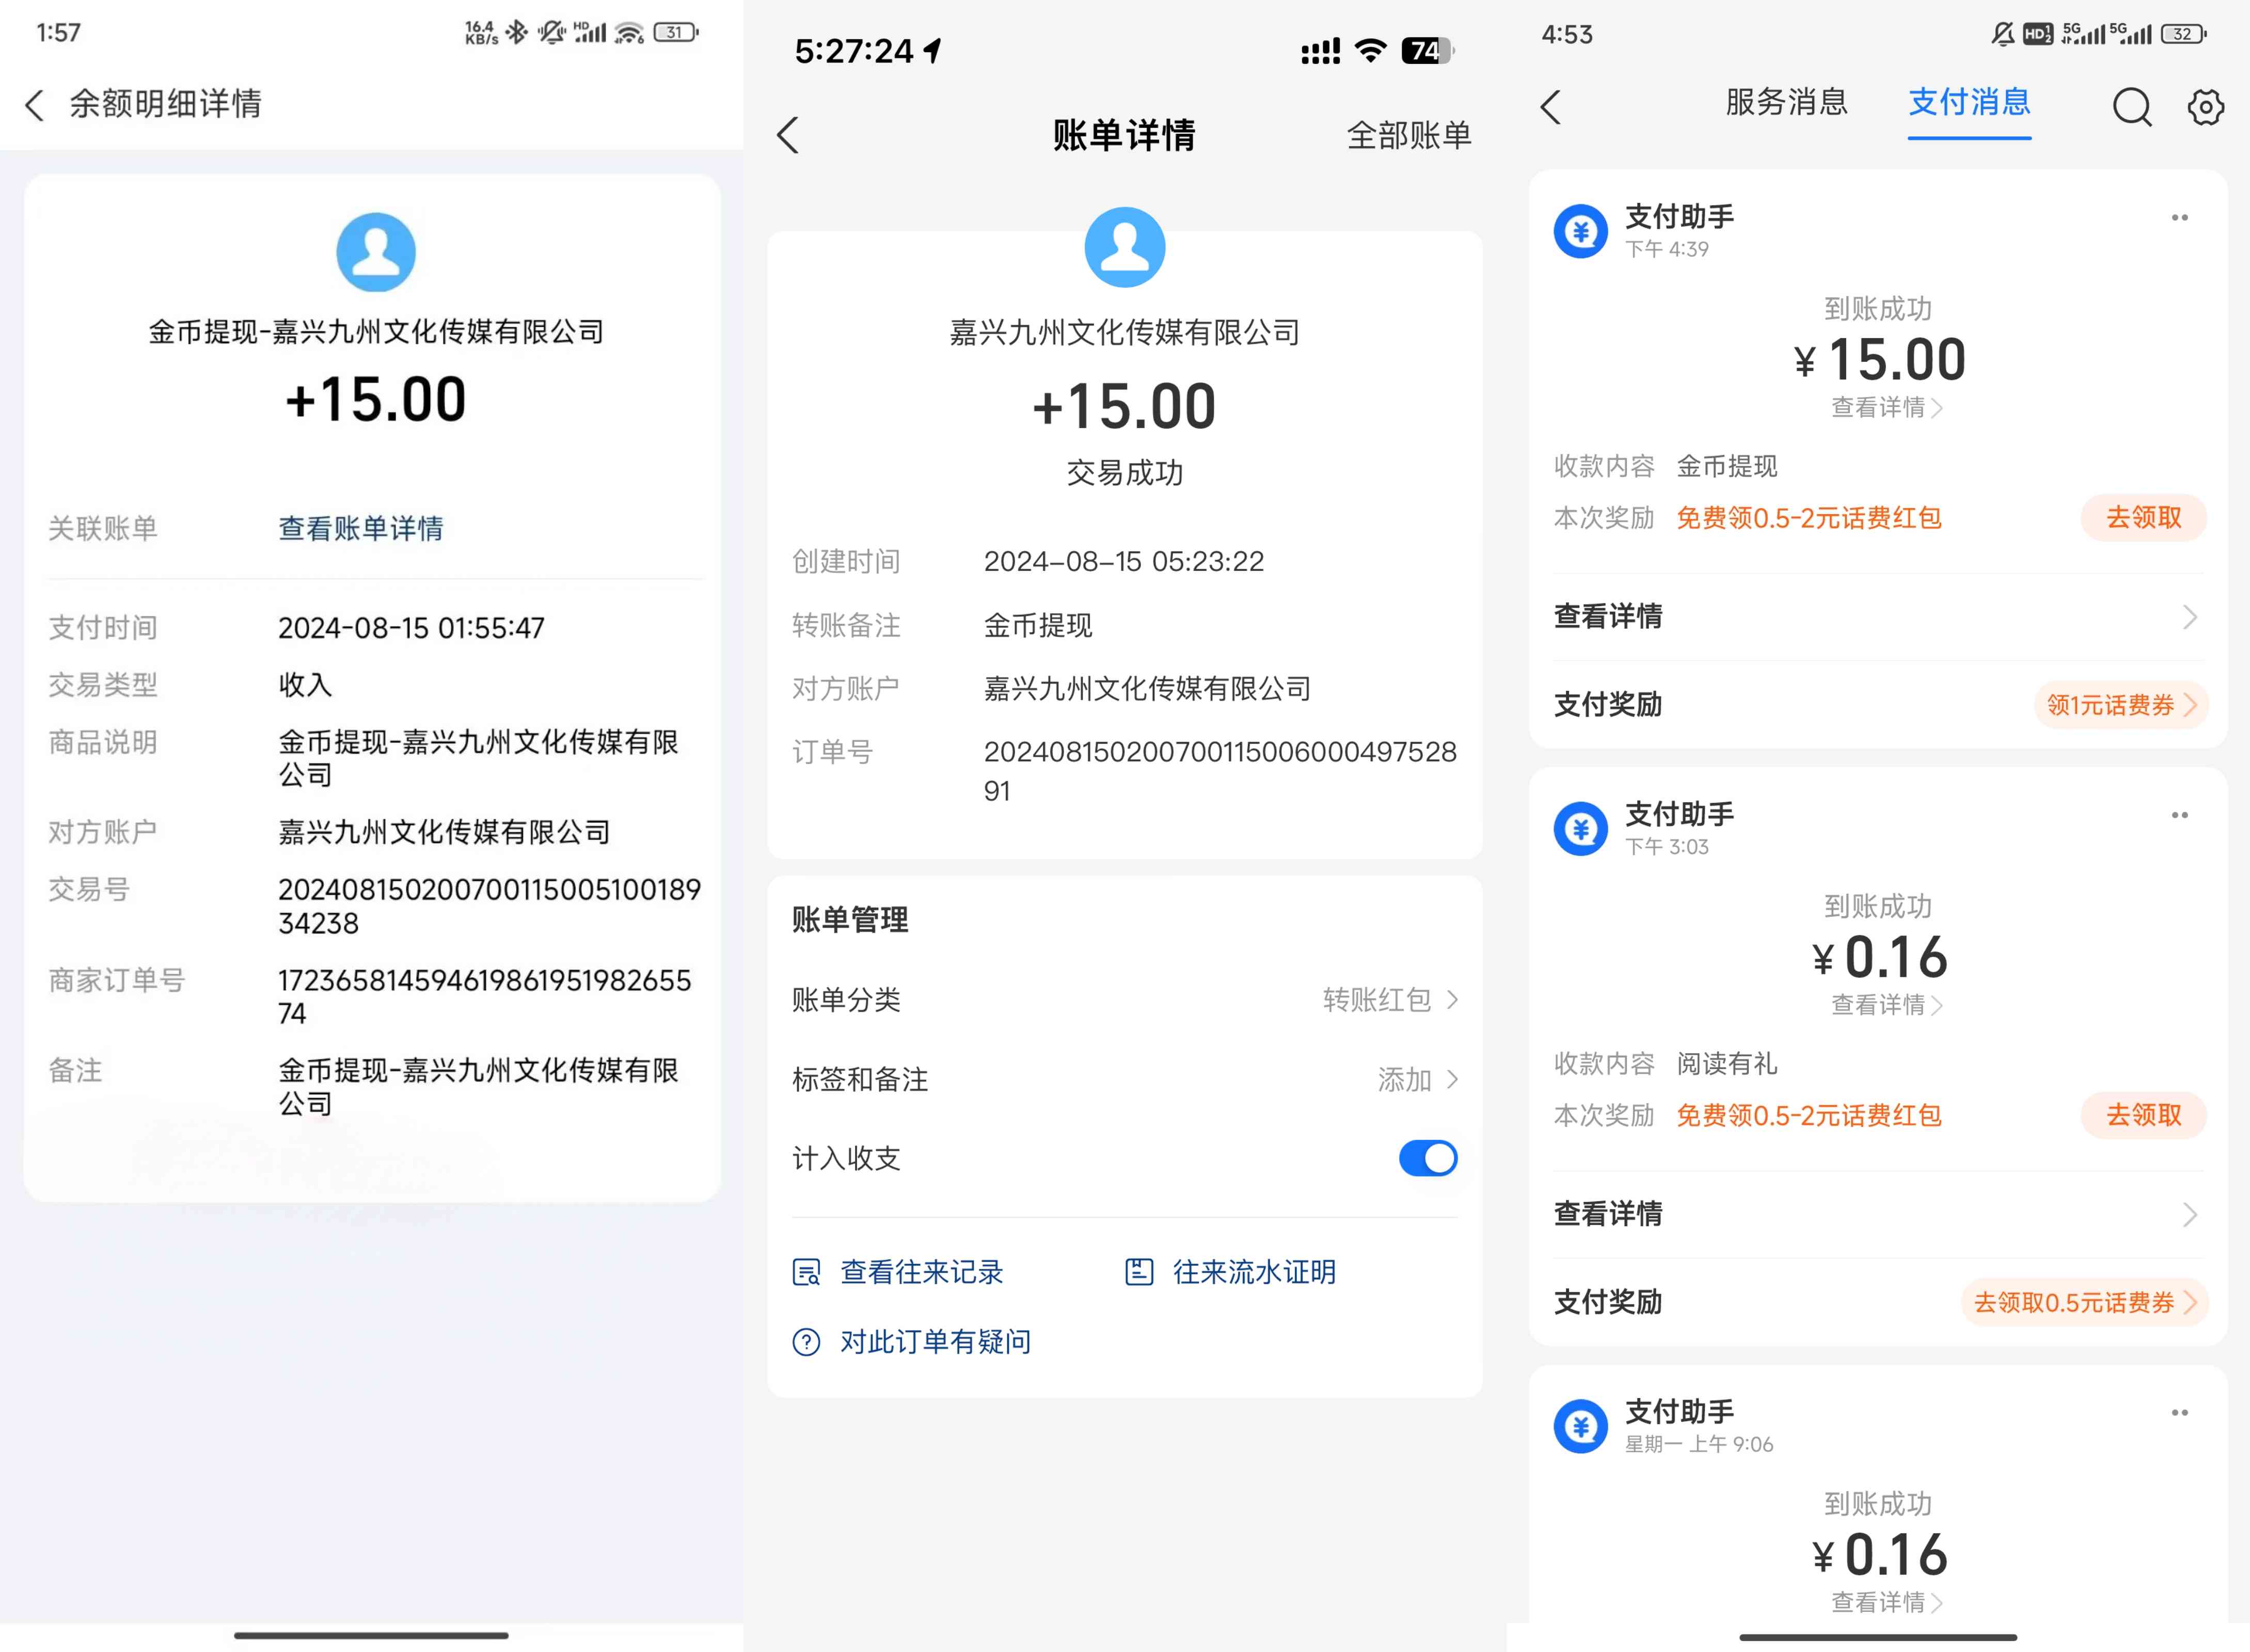 1:57
16.4
KB/s
HD
6
31
余额明细详情
金币提现-嘉兴九州文化传媒有限公司
+15.00
关联账单 查看账单详情
支付时间 2024-08-15 01:55:47
交易类型 收入
商品说明 金币提现-嘉兴九州文化传媒有限
公司
对方账户 嘉兴九州文化传媒有限公司
交易号 20240815020070011500510018​9
34238
商家订单号 172365814594619861951982655
74
备注 金币提现-嘉兴九州文化传媒有限
公司
5:27:24
74
账单详情 全部账单
嘉兴九州文化传媒有限公司
+15.00
交易成功
创建时间 2024-08-15 05:23:22
转账备注 金币提现
对方账户 嘉兴九州文化传媒有限公司
订单号 202408150200700115006000497528
91
账单管理
账单分类 转账红包
标签和备注 添加
计入收支
查看往来记录 往来流水证明
对此订单有疑问
4:53
HD 1 2 5G 5G 32
服务消息 支付消息
支付助手
下午 4:39
到账成功
¥ 15.00
查看详情
收款内容 金币提现
本次奖励 免费领0.5-2元话费红包 去领取
查看详情
支付奖励 领1元话费券
支付助手
下午 3:03
到账成功
¥ 0.16
查看详情
收款内容 阅读有礼
本次奖励 免费领0.5-2元话费红包 去领取
查看详情
支付奖励 去领取0.5元话费券
支付助手
星期一 上午 9:06
到账成功
¥ 0.16
查看详情